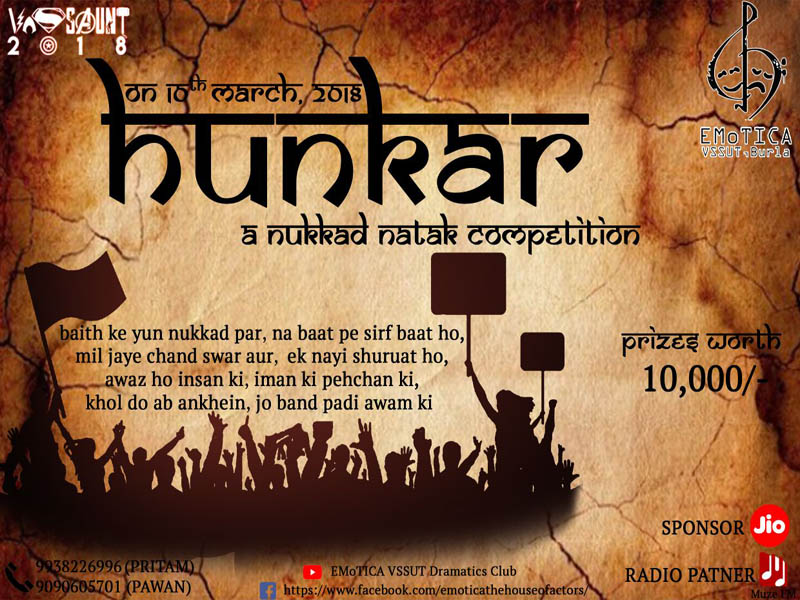 VASSAUNT
2018
EMoTICA
VSSUT, Burla
on 10th march, 2018
hunkar
a nukkad natak competition
baith ke yun nukkad par, na baat pe sirf baat ho,
mil jaye chand swar aur, ek nayi shuruat ho,
awaz ho insan ki, iman ki pehchan ki,
khol do ab ankhein, jo band padi awam ki
prizes worth
10,000/-
SPONSOR Jio
RADIO PATNER
Muze FM
9938226996 (PRITAM)
9090605701 (PAWAN)
EMoTICA VSSUT Dramatics Club
https://www.facebook.com/emoticathehouseofactors/